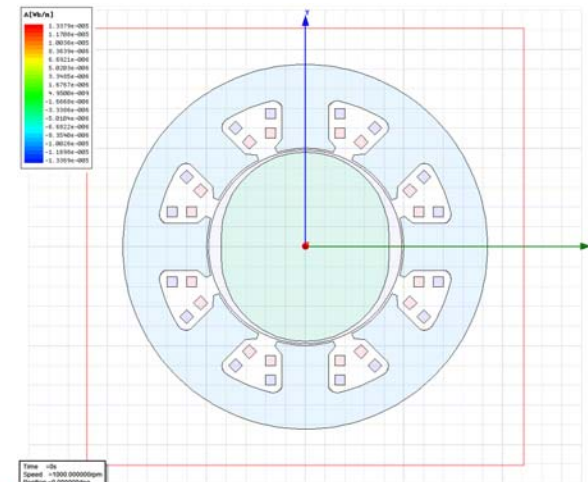 A[Wb/m]
1.3379e-005
1.1706e-005
1.0036e-005
8.3639e-006
6.6921e-006
5.0203e-006
3.3485e-006
1.6767e-006
4.9500e-009
-1.6668e-006
-3.3386e-006
-5.0104e-006
-6.6822e-006
-8.3540e-006
-1.0026e-005
-1.1698e-005
-1.3369e-005
Y
Time =0s
Speed =1000.000000rpm